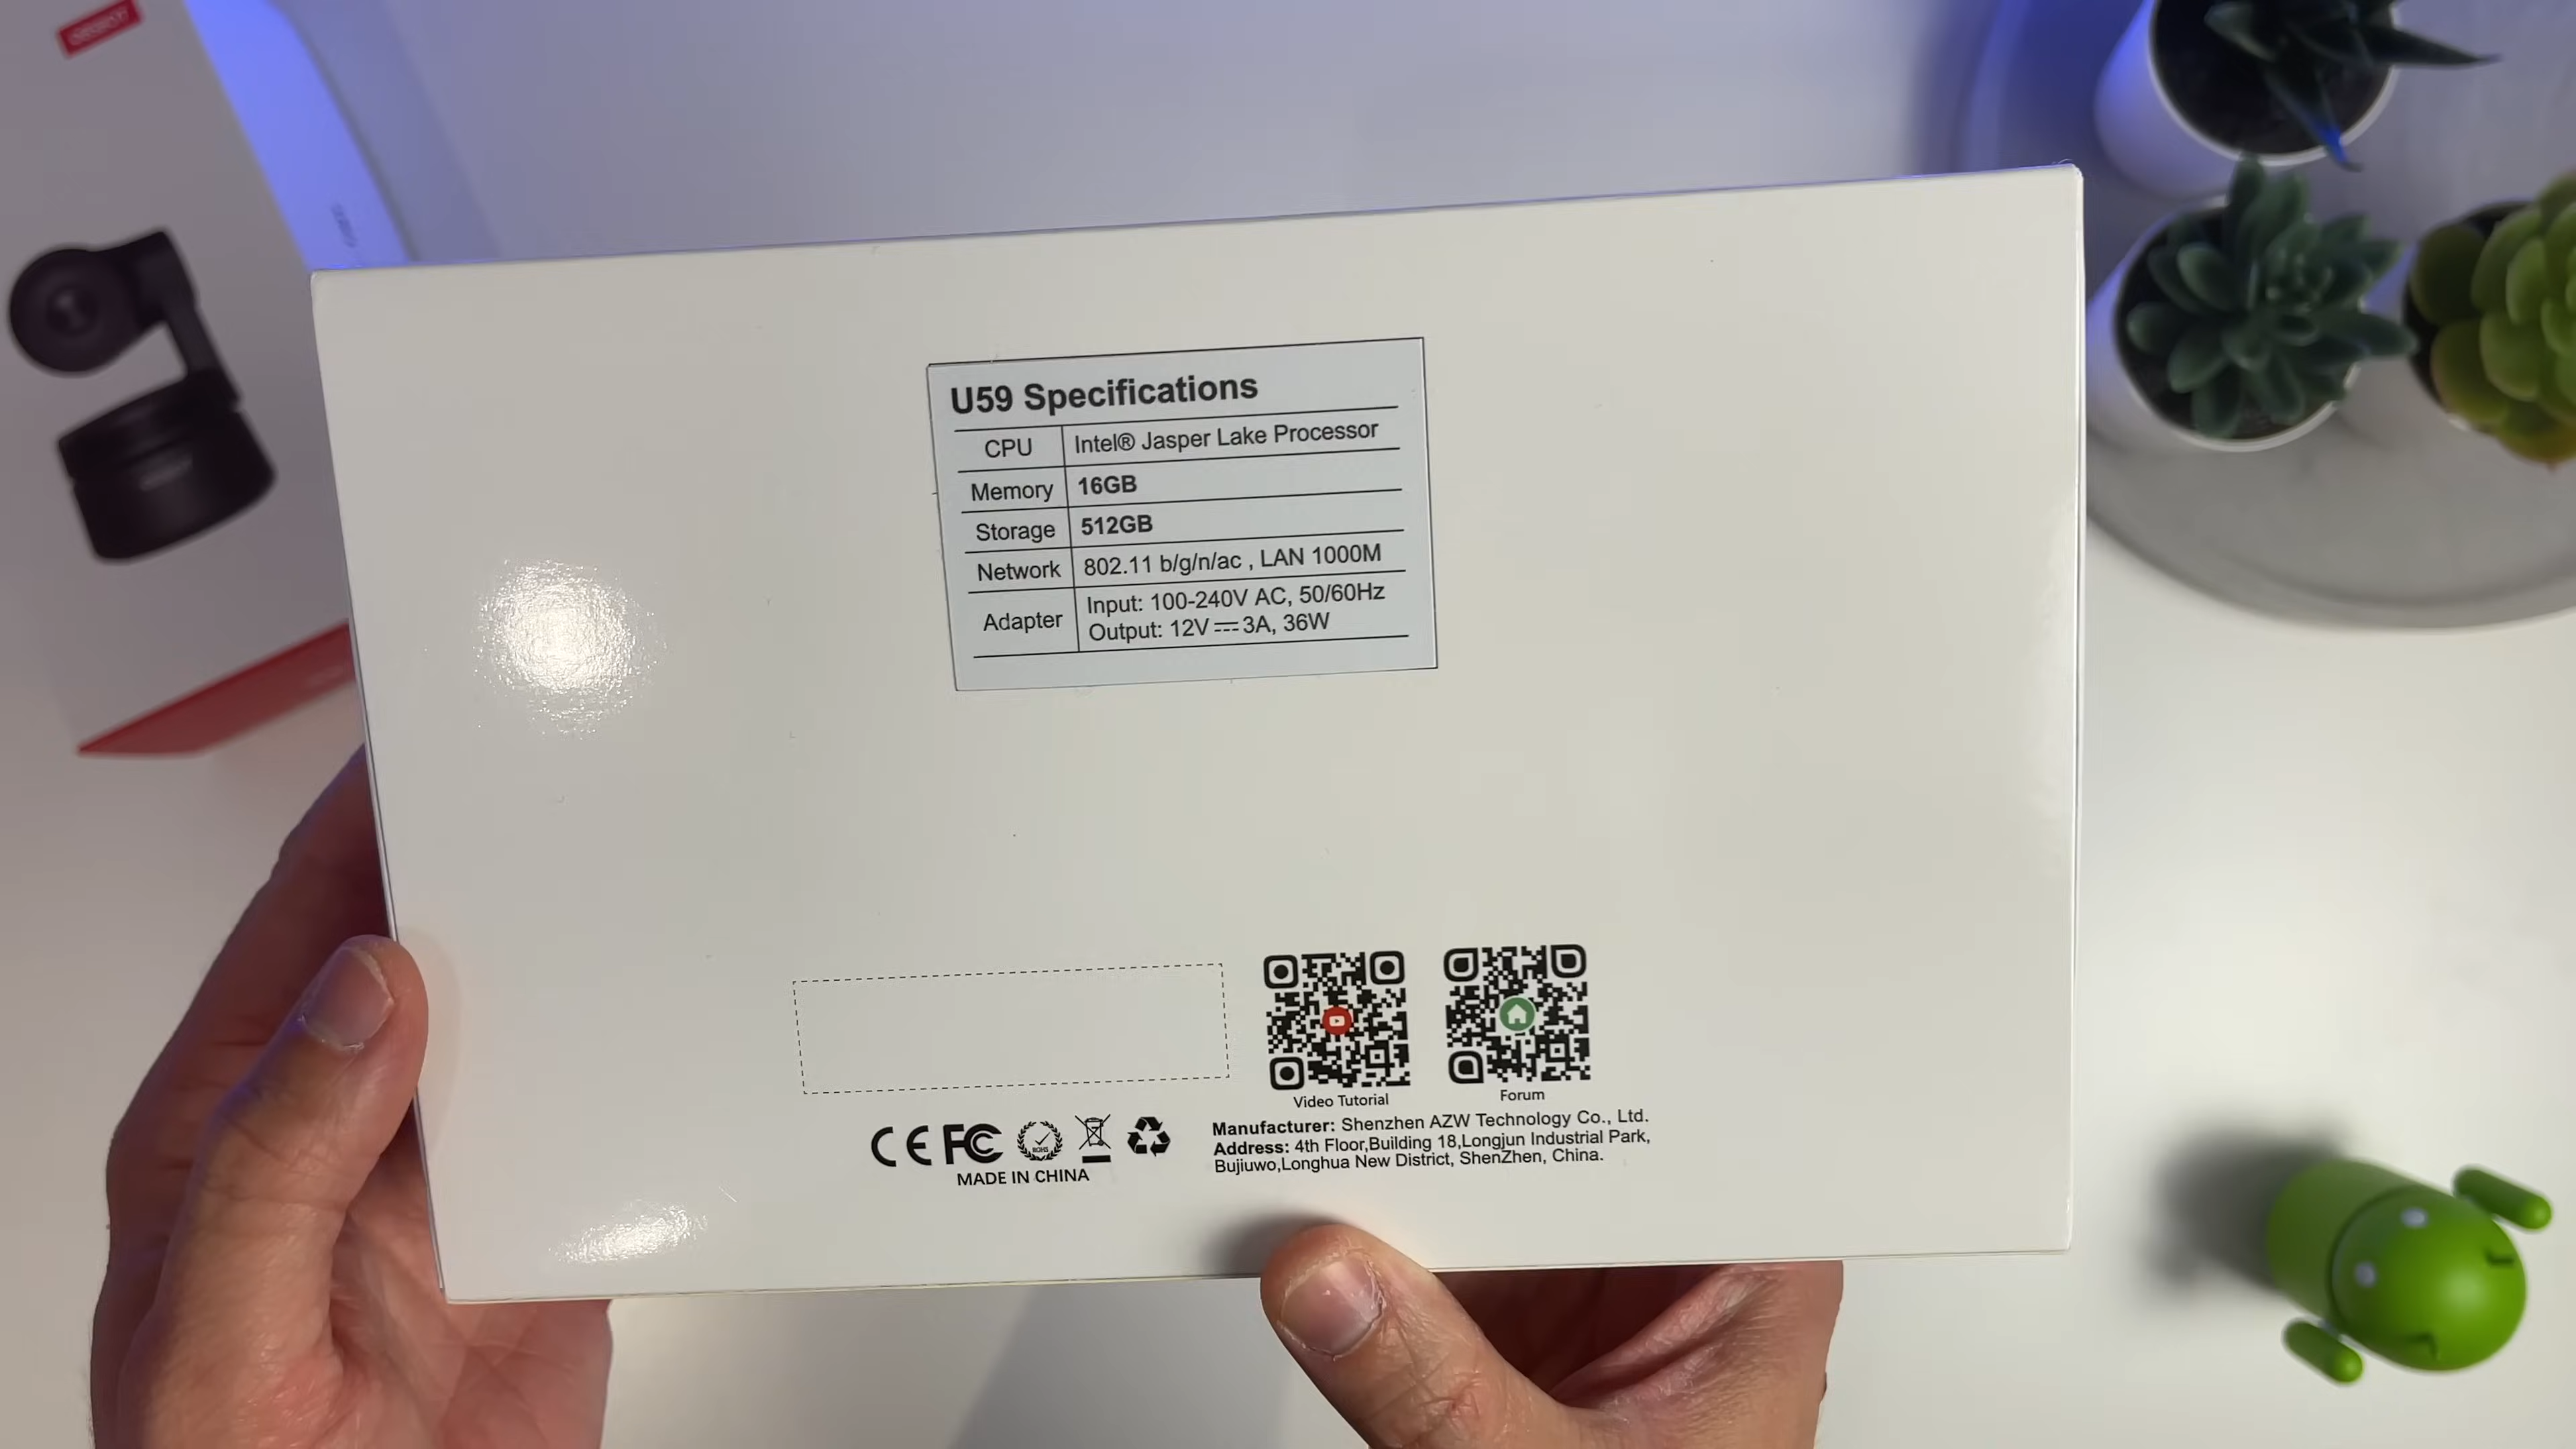 U59 Specifications
CPU Intel® Jasper Lake Processor
Memory 16GB
Storage 512GB
Network 802.11 b/g/n/ac , LAN 1000M
Adapter Input: 100-240V AC, 50/60Hz
Output: 12V⎓3A, 36W
Video Tutorial
Forum
CE FC ROHS
MADE IN CHINA
Manufacturer: Shenzhen AZW Technology Co., Ltd.
Address: 4th Floor,Building 18,Longjun Industrial Park,
Bujiuwo,Longhua New District, ShenZhen, China.